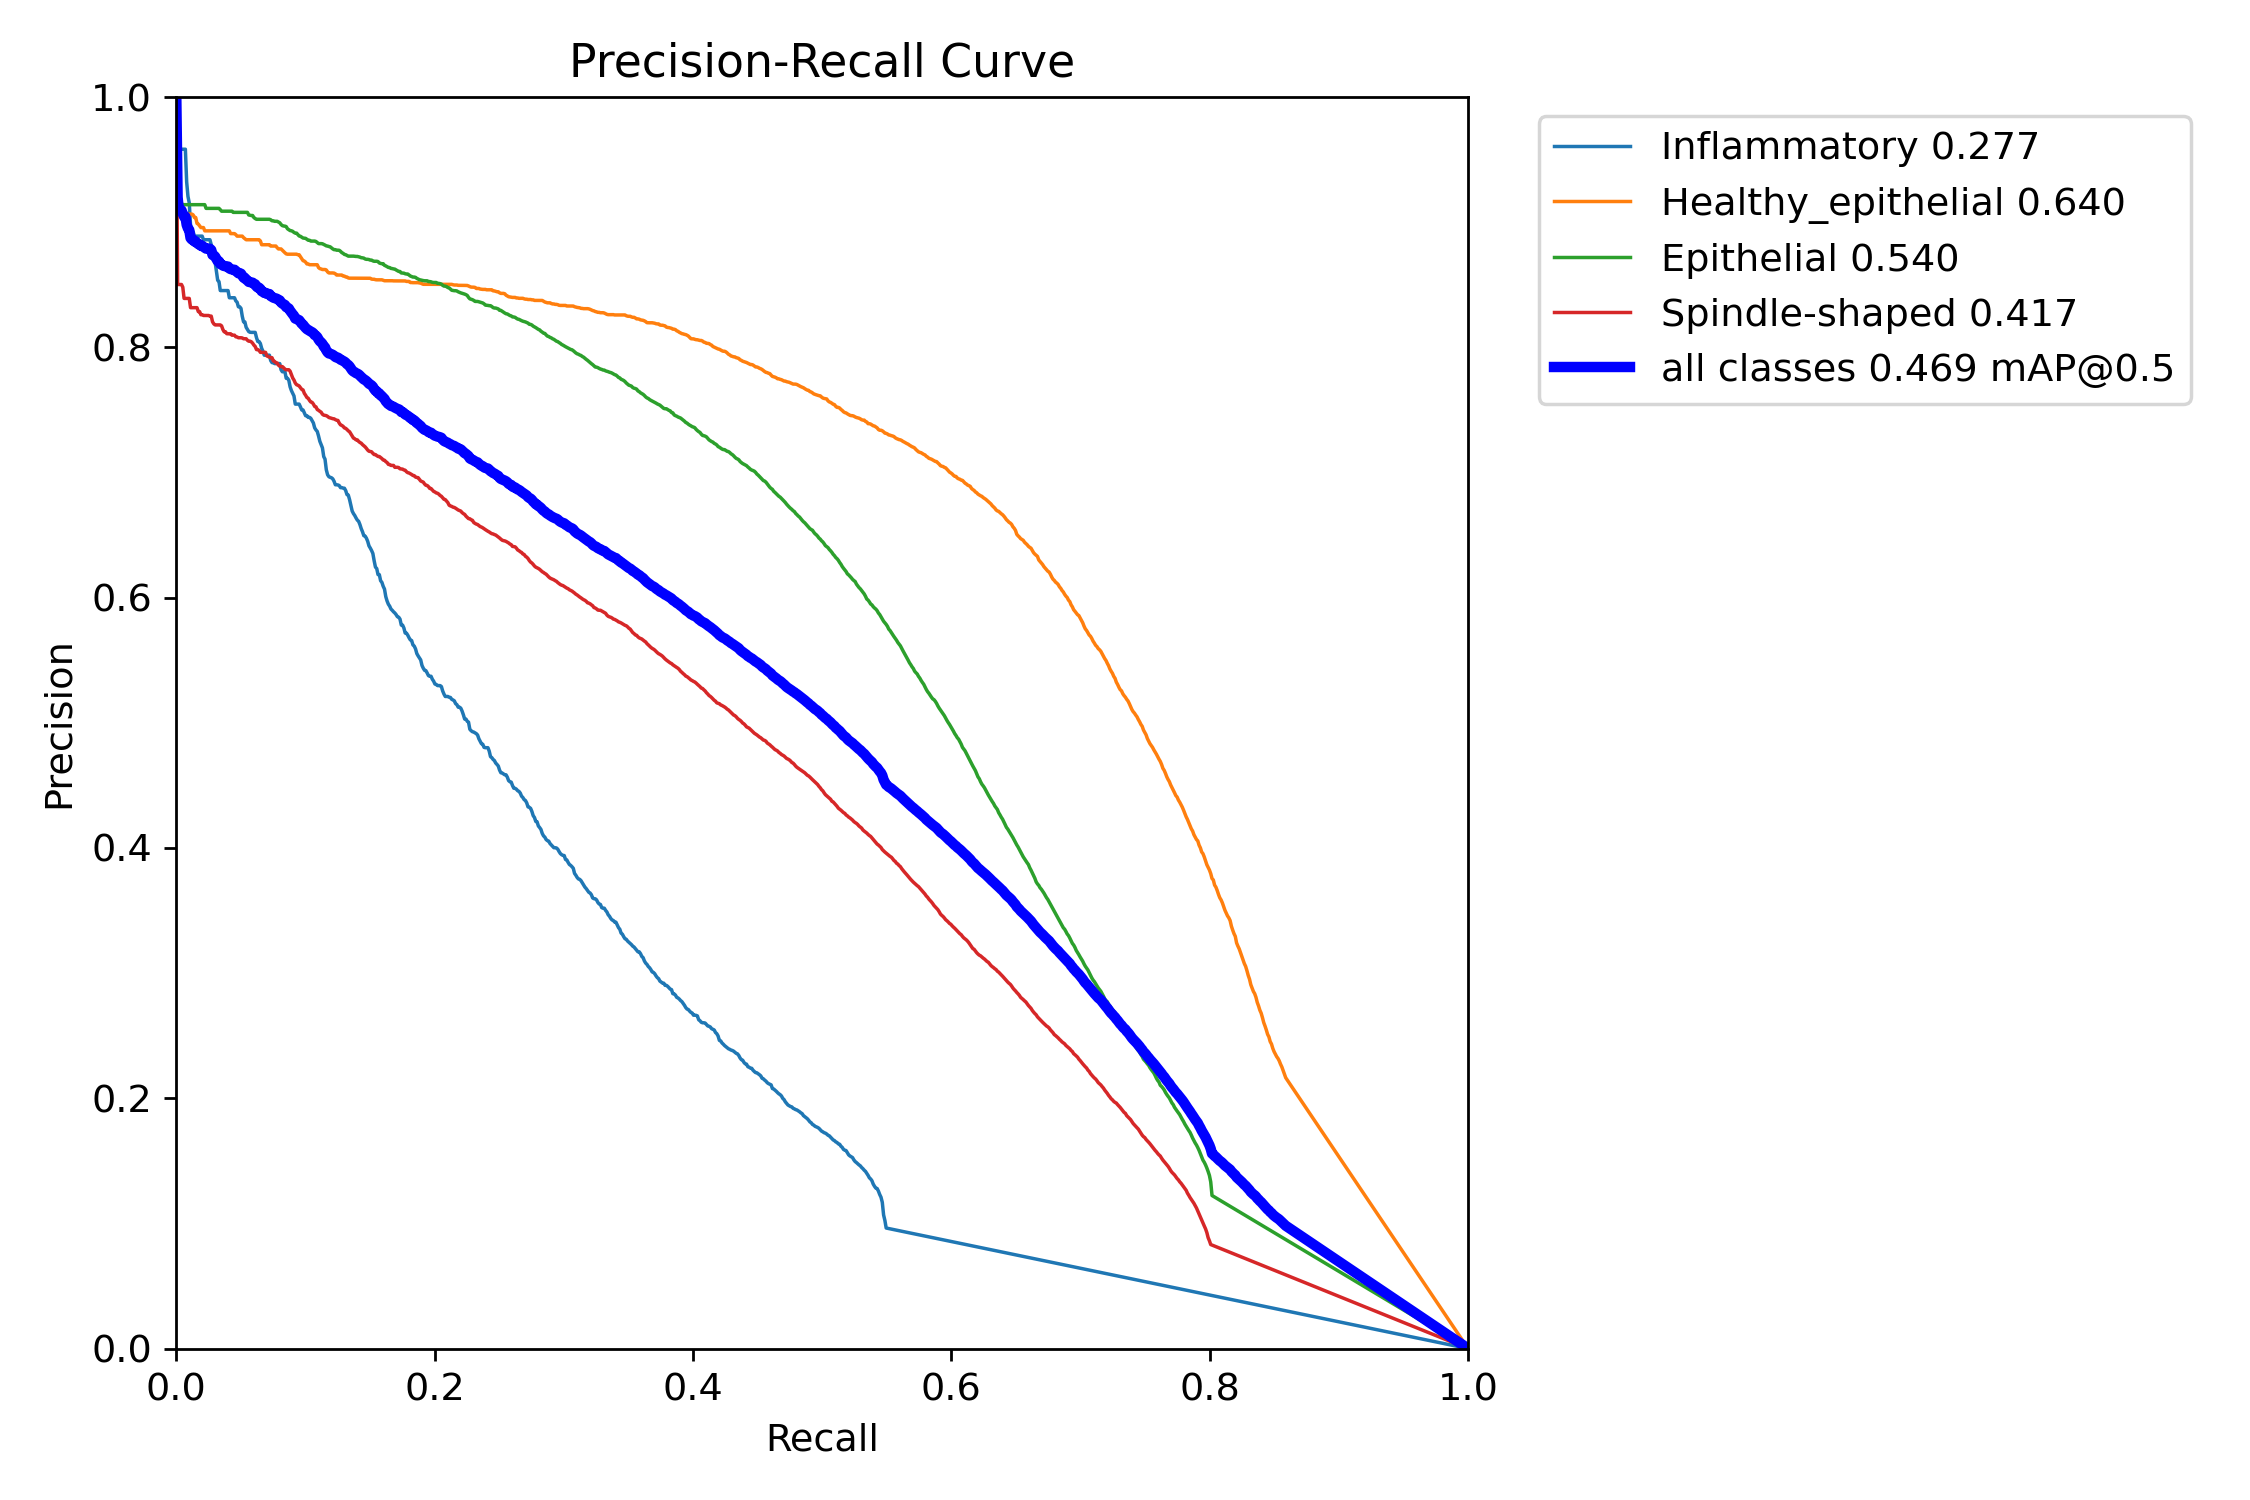 Precision-Recall Curve
1.0
0.8
0.6
0.4
0.2
0.0
Precision
0.0 0.2 0.4 0.6 0.8 1.0
Recall
Inflammatory 0.277
Healthy_epithelial 0.640
Epithelial 0.540
Spindle-shaped 0.417
all classes 0.469 mAP@0.5